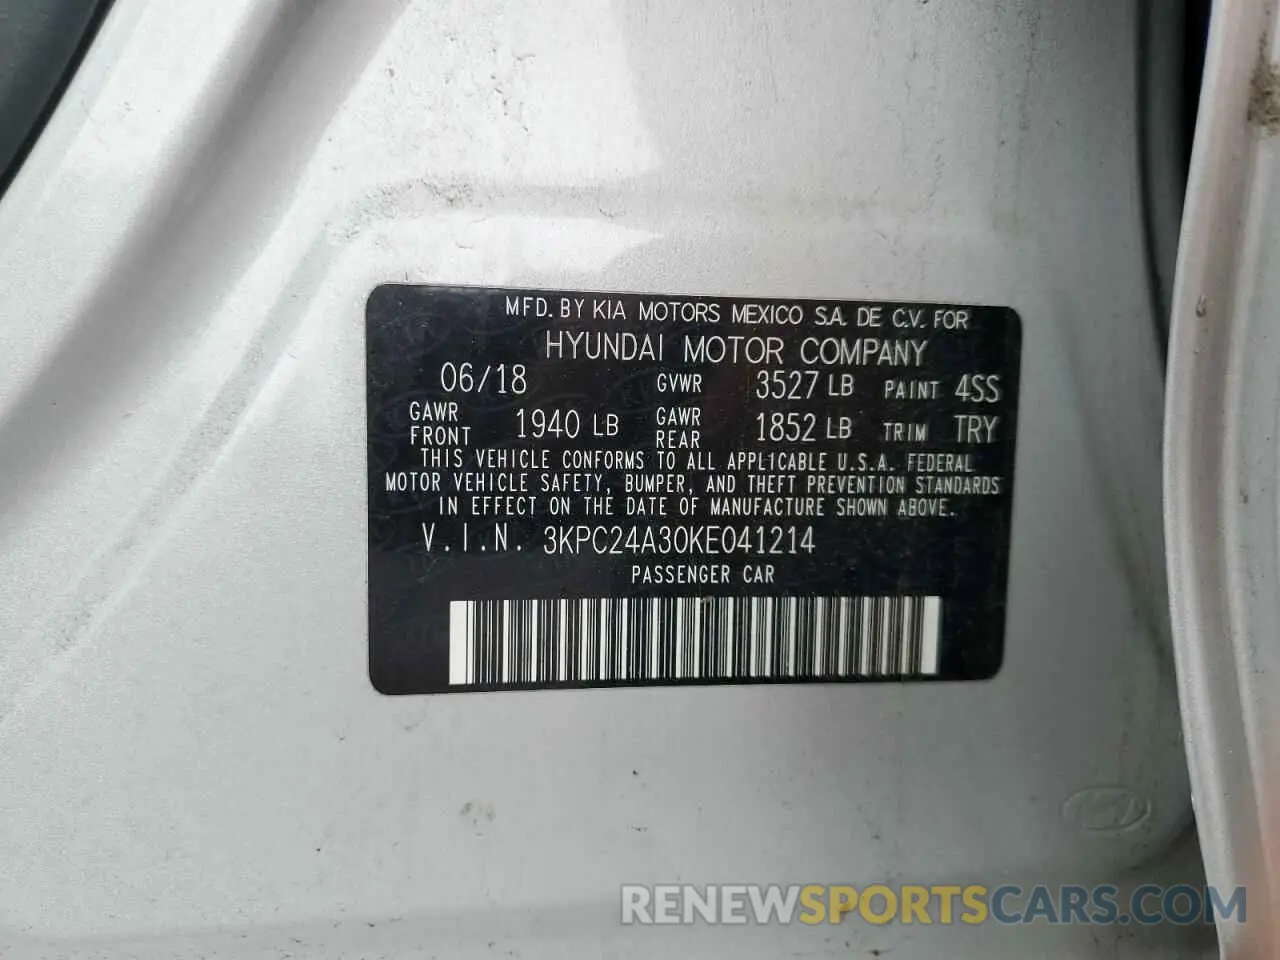 MFD. BY KIA MOTORS MEXICO S.A. DE C.V. FOR
HYUNDAI MOTOR COMPANY
06/18 GVWR 3527 LB PAINT 4SS
GAWR FRONT 1940 LB GAWR REAR 1852 LB TRIM TRY
THIS VEHICLE CONFORMS TO ALL APPLICABLE U.S.A. FEDERAL
MOTOR VEHICLE SAFETY, BUMPER, AND THEFT PREVENTION STANDARDS
IN EFFECT ON THE DATE OF MANUFACTURE SHOWN ABOVE.
V.I.N. 3KPC24A30KE041214
PASSENGER CAR
RENEWSPORTSCARS.COM